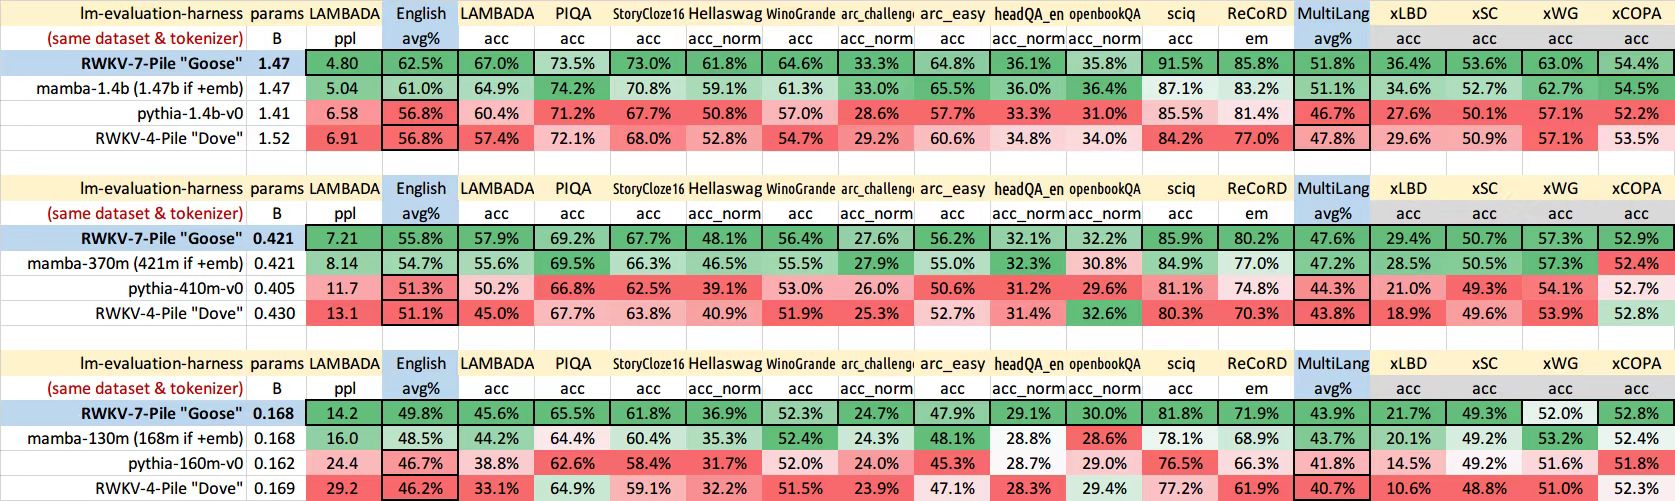 lm-evaluation-harness params LAMBADA English LAMBADA PIQA StoryCloze16 Hellaswag WinoGrande arc_challeng arc_easy headQA_en openbookQA sciq ReCoRD MultiLang xLBD xSC xWG xCOPA
(same dataset & tokenizer) B ppl avg% acc acc acc acc_norm acc acc_norm acc acc_norm acc_norm acc em avg% acc acc acc acc
RWKV-7-Pile "Goose" 1.47 4.80 62.5% 67.0% 73.5% 73.0% 61.8% 64.6% 33.3% 64.8% 36.1% 35.8% 91.5% 85.8% 51.8% 36.4% 53.6% 63.0% 54.4%
mamba-1.4b (1.47b if +emb) 1.47 5.04 61.0% 64.9% 74.2% 70.8% 59.1% 61.3% 33.0% 65.5% 36.0% 36.4% 87.1% 83.2% 51.1% 34.6% 52.7% 62.7% 54.5%
pythia-1.4b-v0 1.41 6.58 56.8% 60.4% 71.2% 67.7% 50.8% 57.0% 28.6% 57.7% 33.3% 31.0% 85.5% 81.4% 46.7% 27.6% 50.1% 57.1% 52.2%
RWKV-4-Pile "Dove" 1.52 6.91 56.8% 57.4% 72.1% 68.0% 52.8% 54.7% 29.2% 60.6% 34.8% 34.0% 84.2% 77.0% 47.8% 29.6% 50.9% 57.1% 53.5%
lm-evaluation-harness params LAMBADA English LAMBADA PIQA StoryCloze16 Hellaswag WinoGrande arc_challeng arc_easy headQA_en openbookQA sciq ReCoRD MultiLang xLBD xSC xWG xCOPA
(same dataset & tokenizer) B ppl avg% acc acc acc acc_norm acc acc_norm acc acc_norm acc_norm acc em avg% acc acc acc acc
RWKV-7-Pile "Goose" 0.421 7.21 55.8% 57.9% 69.2% 67.7% 48.1% 56.4% 27.6% 56.2% 32.1% 32.2% 85.9% 80.2% 47.6% 29.4% 50.7% 57.3% 52.9%
mamba-370m (421m if +emb) 0.421 8.14 54.7% 55.6% 69.5% 66.3% 46.5% 55.5% 27.9% 55.0% 32.3% 30.8% 84.9% 77.0% 47.2% 28.5% 50.5% 57.3% 52.4%
pythia-410m-v0 0.405 11.7 51.3% 50.2% 66.8% 62.5% 39.1% 53.0% 26.0% 50.6% 31.2% 29.6% 81.1% 74.8% 44.3% 21.0% 49.3% 54.1% 52.7%
RWKV-4-Pile "Dove" 0.430 13.1 51.1% 45.0% 67.7% 63.8% 40.9% 51.9% 25.3% 52.7% 31.4% 32.6% 80.3% 70.3% 43.8% 18.9% 49.6% 53.9% 52.8%
lm-evaluation-harness params LAMBADA English LAMBADA PIQA StoryCloze16 Hellaswag WinoGrande arc_challeng arc_easy headQA_en openbookQA sciq ReCoRD MultiLang xLBD xSC xWG xCOPA
(same dataset & tokenizer) B ppl avg% acc acc acc acc_norm acc acc_norm acc acc_norm acc_norm acc em avg% acc acc acc acc
RWKV-7-Pile "Goose" 0.168 14.2 49.8% 45.6% 65.5% 61.8% 36.9% 52.3% 24.7% 47.9% 29.1% 30.0% 81.8% 71.9% 43.9% 21.7% 49.3% 52.0% 52.8%
mamba-130m (168m if +emb) 0.168 16.0 48.5% 44.2% 64.4% 60.4% 35.3% 52.4% 24.3% 48.1% 28.8% 28.6% 78.1% 68.9% 43.7% 20.1% 49.2% 53.2% 52.4%
pythia-160m-v0 0.162 24.4 46.7% 38.8% 62.6% 58.4% 31.7% 52.0% 24.0% 45.3% 28.7% 29.0% 76.5% 66.3% 41.8% 14.5% 49.2% 51.6% 51.8%
RWKV-4-Pile "Dove" 0.169 29.2 46.2% 33.1% 64.9% 59.1% 32.2% 51.5% 23.9% 47.1% 28.3% 29.4% 77.2% 61.9% 40.7% 10.6% 48.8% 51.0% 52.3%